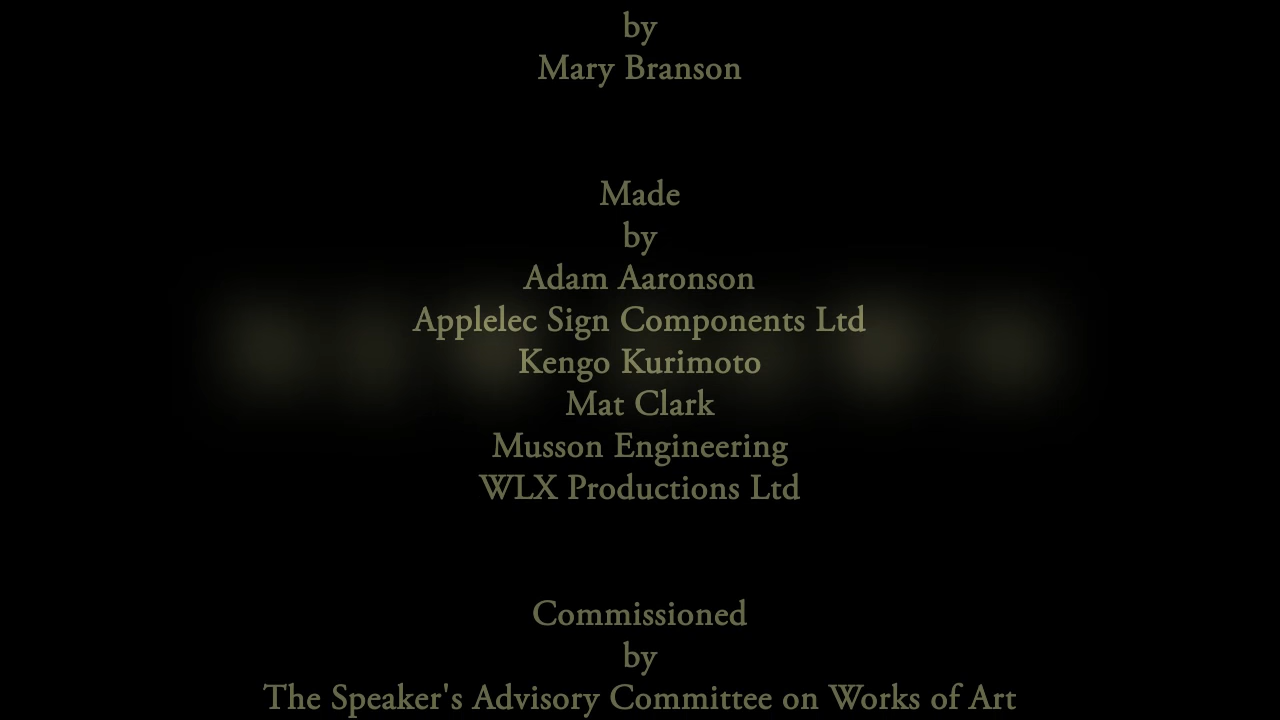 by
Mary Branson
Made
by
Adam Aaronson
Applelec Sign Components Ltd
Kengo Kurimoto
Mat Clark
Musson Engineering
WLX Productions Ltd
Commissioned
by
The Speaker's Advisory Committee on Works of Art